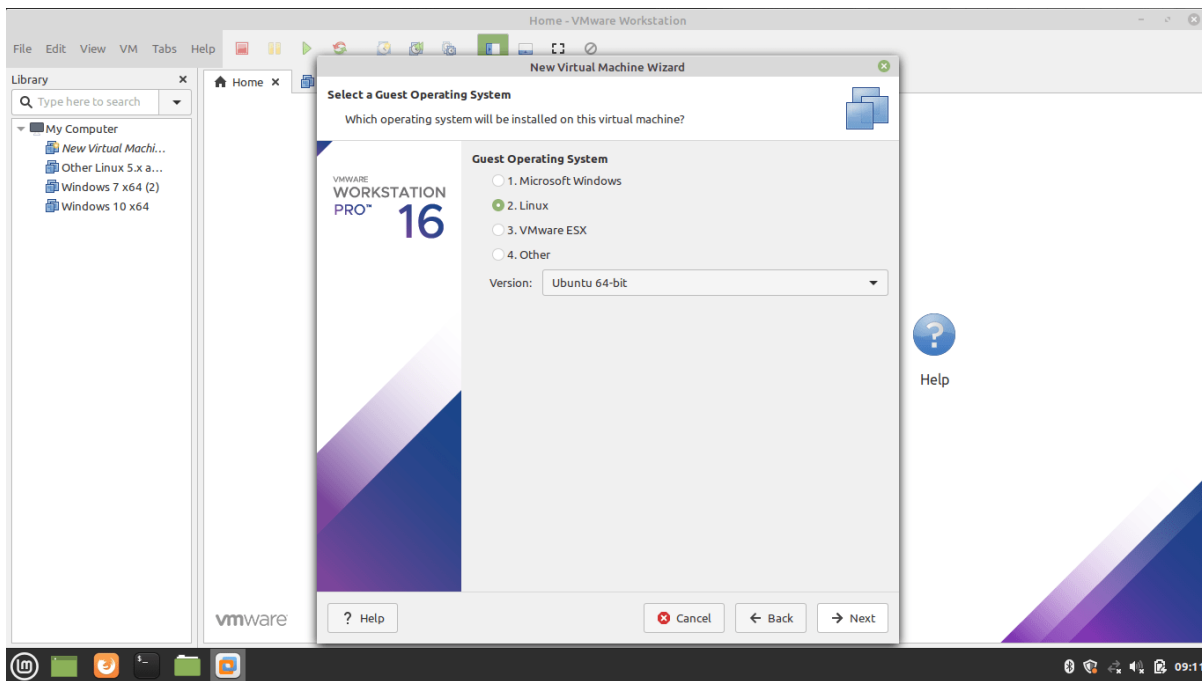 Home - VMware Workstation
File Edit View VM Tabs Help
Library
Type here to search
My Computer
New Virtual Machi...
Other Linux 5.x a...
Windows 7 x64 (2)
Windows 10 x64
Home
New Virtual Machine Wizard
Select a Guest Operating System
Which operating system will be installed on this virtual machine?
VMWARE
WORKSTATION
PRO™ 16
Guest Operating System
1. Microsoft Windows
2. Linux
3. VMware ESX
4. Other
Version: Ubuntu 64-bit
? Help
Cancel
Back
Next
?
Help
vmware
09:11